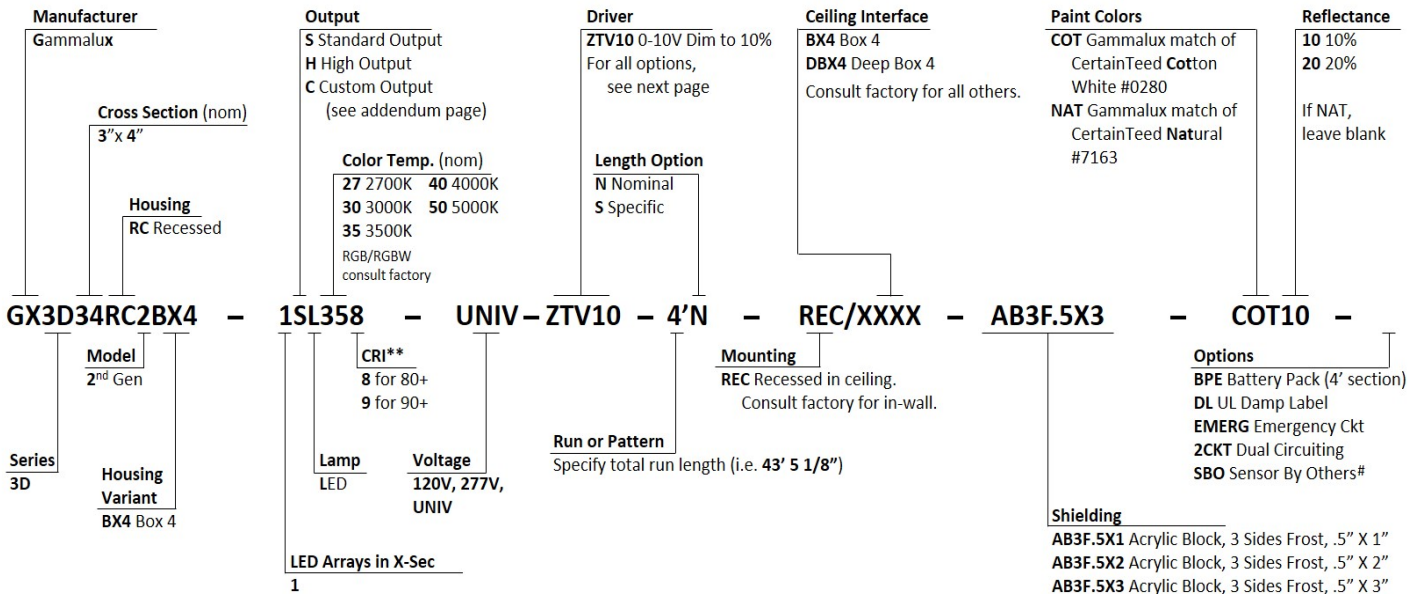 Manufacturer
Gammalux
Cross Section (nom)
3”x 4”
Housing
RC Recessed
Output
S Standard Output
H High Output
C Custom Output
(see addendum page)
Color Temp. (nom)
27 2700K 40 4000K
30 3000K 50 5000K
35 3500K
RGB/RGBW
consult factory
Driver
ZTV10 0-10V Dim to 10%
For all options,
see next page
Length Option
N Nominal
S Specific
Ceiling Interface
BX4 Box 4
DBX4 Deep Box 4
Consult factory for all others.
Paint Colors
COT Gammalux match of
CertainTeed Cotton
White #0280
NAT Gammalux match of
CertainTeed Natural
#7163
Reflectance
10 10%
20 20%
If NAT,
leave blank
GX3D34RC2BX4 – 1SL358 – UNIV – ZTV10 – 4’N – REC/XXXX – AB3F.5X3 – COT10 –
Series
3D
Model
2nd Gen
Housing
Variant
BX4 Box 4
LED Arrays in X-Sec
1
Lamp
LED
CRI**
8 for 80+
9 for 90+
Voltage
120V, 277V,
UNIV
Run or Pattern
Specify total run length (i.e. 43’ 5 1/8”)
Mounting
REC Recessed in ceiling.
Consult factory for in-wall.
Shielding
AB3F.5X1 Acrylic Block, 3 Sides Frost, .5” X 1”
AB3F.5X2 Acrylic Block, 3 Sides Frost, .5” X 2”
AB3F.5X3 Acrylic Block, 3 Sides Frost, .5” X 3”
Options
BPE Battery Pack (4’ section)
DL UL Damp Label
EMERG Emergency Ckt
2CKT Dual Circuiting
SBO Sensor By Others#